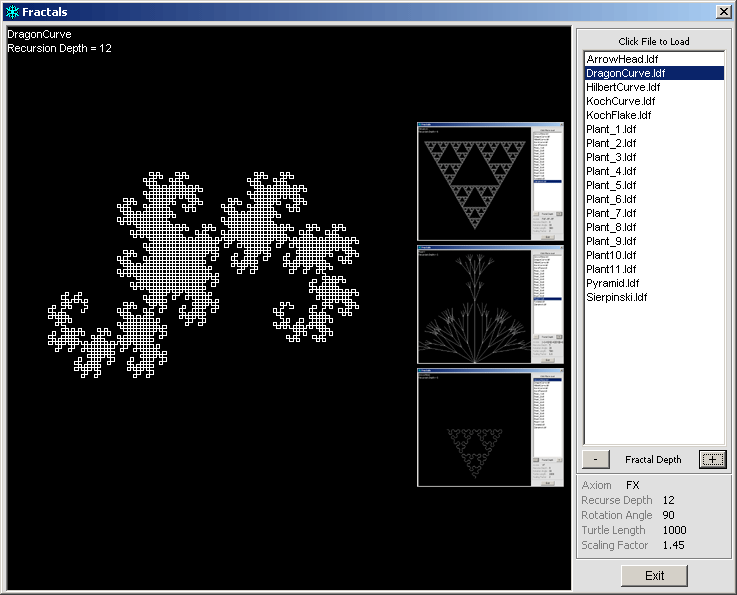 Fractals
DragonCurve
Recursion Depth = 12
Click File to Load
ArrowHead.ldf
DragonCurve.ldf
HilbertCurve.ldf
KochCurve.ldf
KochFlake.ldf
Plant_1.ldf
Plant_2.ldf
Plant_3.ldf
Plant_4.ldf
Plant_5.ldf
Plant_6.ldf
Plant_7.ldf
Plant_8.ldf
Plant_9.ldf
Plant10.ldf
Plant11.ldf
Pyramid.ldf
Sierpinski.ldf
- Fractal Depth +
Axiom FX
Recurse Depth 12
Rotation Angle 90
Turtle Length 1000
Scaling Factor 1.45
Exit